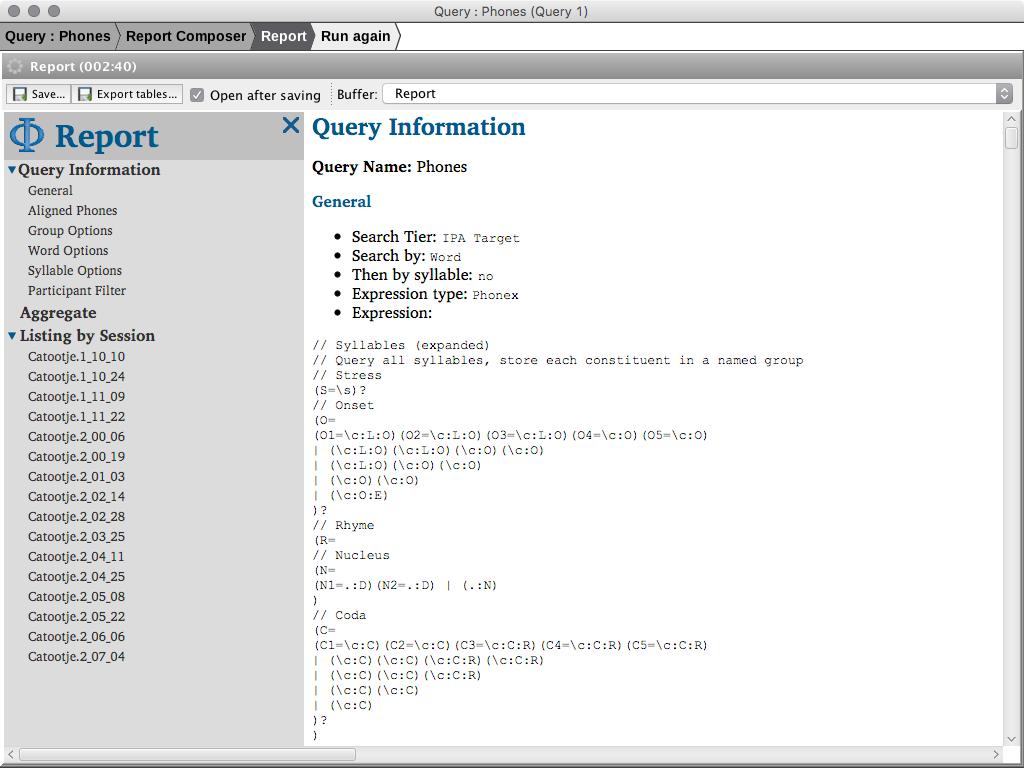 Query : Phones (Query 1)
Query : Phones Report Composer Report Run again
Report (002:40)
Save... Export tables... Open after saving Buffer: Report
Report
Query Information
General
Aligned Phones
Group Options
Word Options
Syllable Options
Participant Filter
Aggregate
Listing by Session
Catootje.1_10_10
Catootje.1_10_24
Catootje.1_11_09
Catootje.1_11_22
Catootje.2_00_06
Catootje.2_00_19
Catootje.2_01_03
Catootje.2_02_14
Catootje.2_02_28
Catootje.2_03_25
Catootje.2_04_11
Catootje.2_04_25
Catootje.2_05_08
Catootje.2_05_22
Catootje.2_06_06
Catootje.2_07_04
Query Information
Query Name: Phones
General
• Search Tier: IPA Target
• Search by: Word
• Then by syllable: no
• Expression type: Phonex
• Expression:
// Syllables (expanded)
// Query all syllables, store each constituent in a named group
// Stress
(S=\s)?
// Onset
(O=
(O1=\c:L:O)(O2=\c:L:O)(O3=\c:L:O)(O4=\c:O)(O5=\c:O)
| (\c:L:O)(\c:L:O)(\c:O)(\c:O)
| (\c:L:O)(\c:O)(\c:O)
| (\c:O)(\c:O)
| (\c:O:E)
)?
// Rhyme
(R=
// Nucleus
(N=
(N1=.:D)(N2=.:D) | (.:N)
)
// Coda
(C=
(C1=\c:C)(C2=\c:C)(C3=\c:C:R)(C4=\c:C:R)(C5=\c:C:R)
| (\c:C)(\c:C)(\c:C:R)(\c:C:R)
| (\c:C)(\c:C)(\c:C:R)
| (\c:C)(\c:C)
| (\c:C)
)?
)